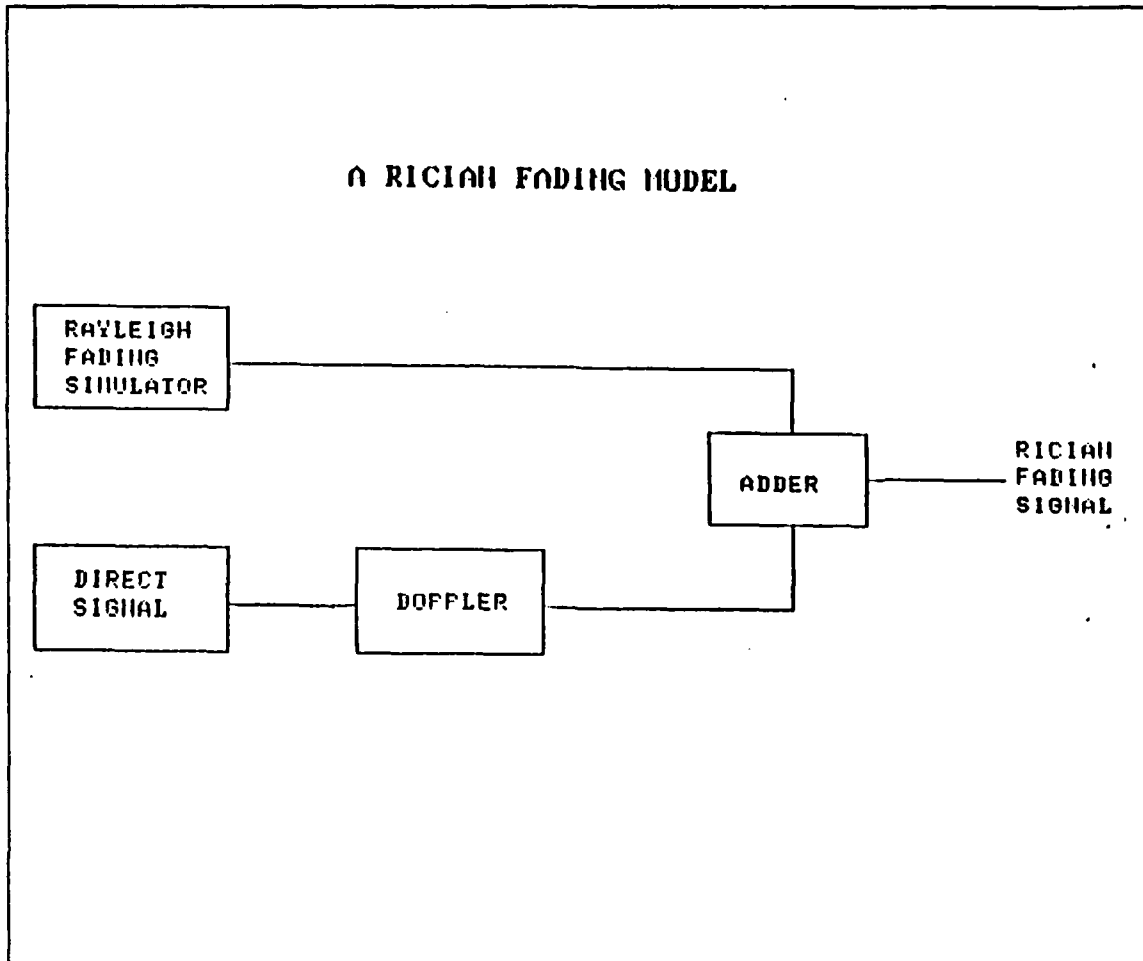 A RICIAN FADING MODEL
RAYLEIGH
FADING
SIMULATOR
RICIAN
FADING
SIGNAL
ADDER
DIRECT
SIGNAL
DOPPLER